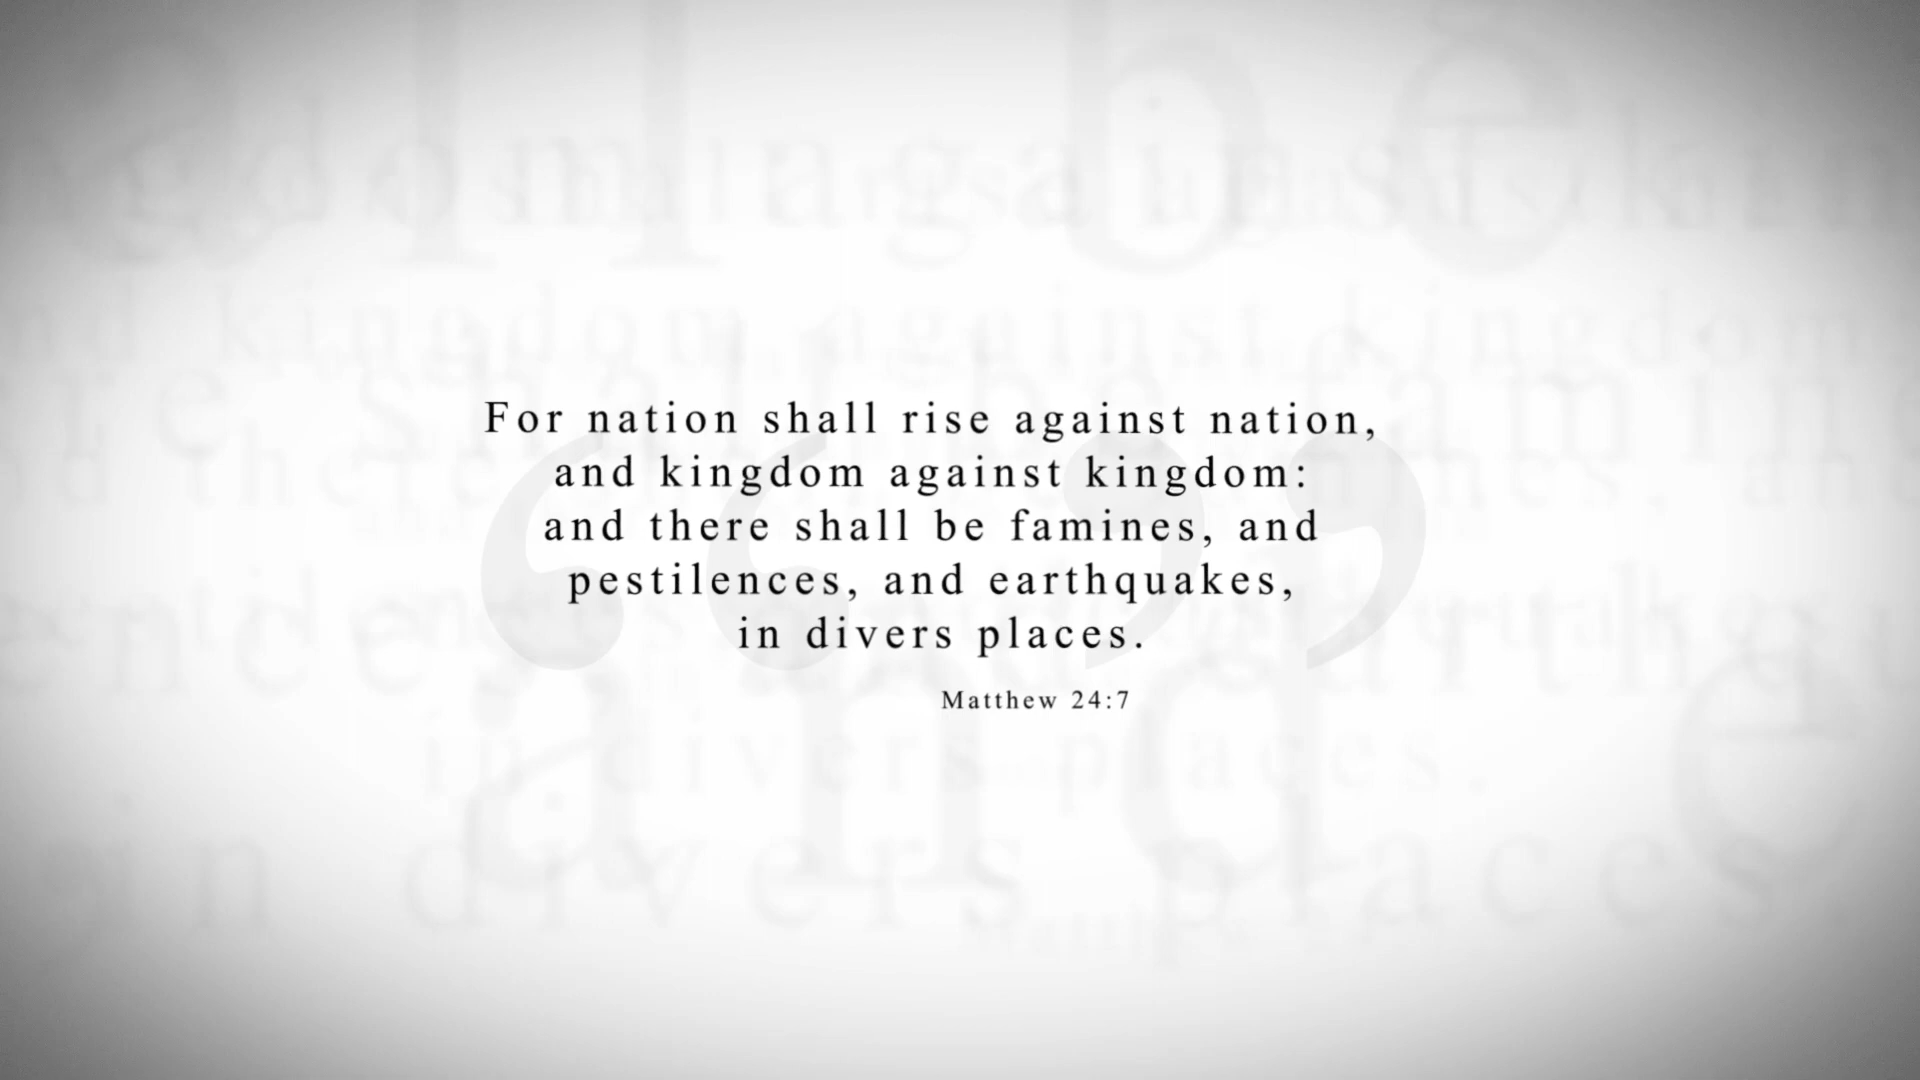 For nation shall rise against nation,
and kingdom against kingdom:
and there shall be famines, and
pestilences, and earthquakes,
in divers places.
Matthew 24:7